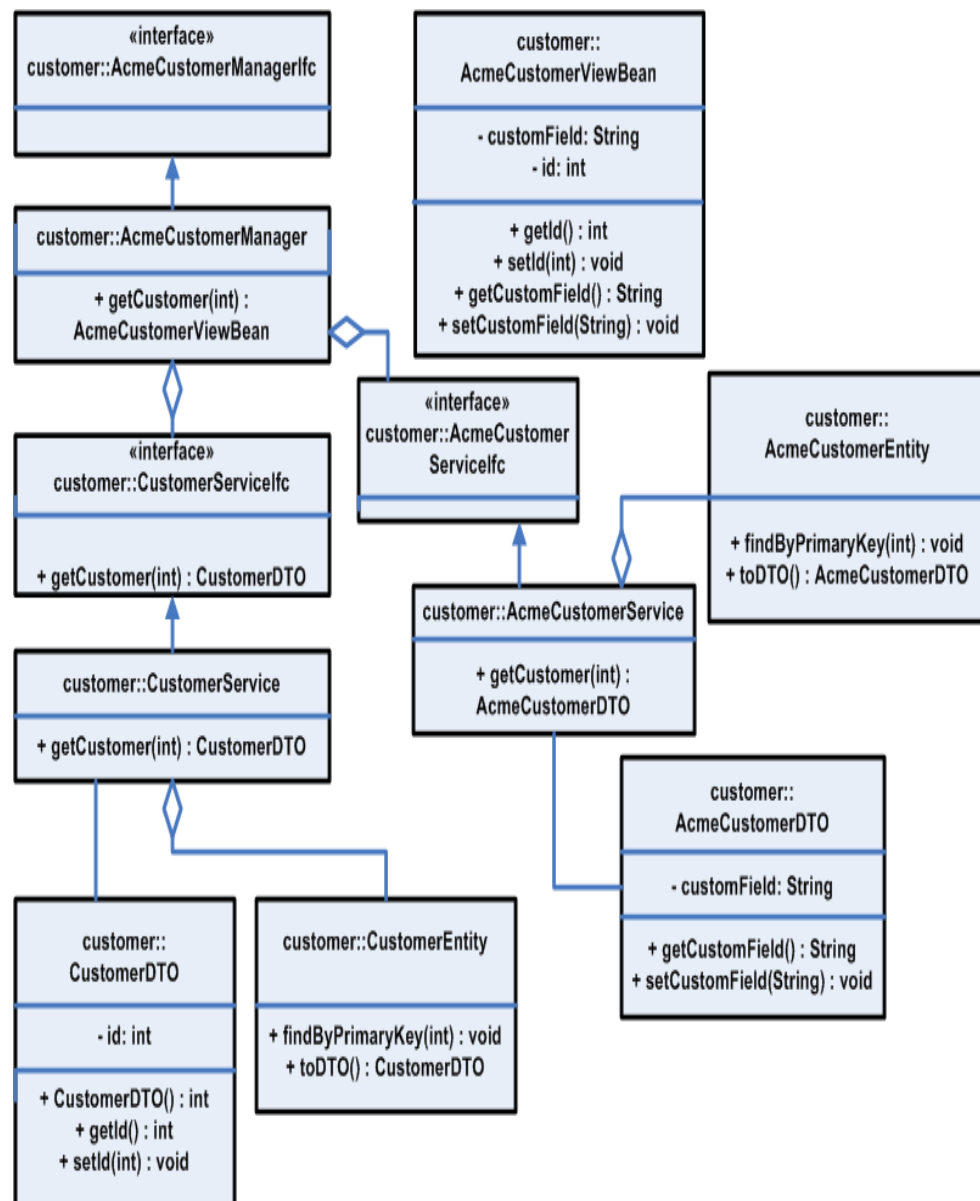 «interface»
customer::AcmeCustomerManagerIfc
customer::
AcmeCustomerViewBean
- customField: String
- id: int
+ getId() : int
+ setId(int) : void
+ getCustomField() : String
+ setCustomField(String) : void
customer::AcmeCustomerManager
+ getCustomer(int) :
AcmeCustomerViewBean
«interface»
customer::CustomerServiceIfc
+ getCustomer(int) : CustomerDTO
«interface»
customer::AcmeCustomer
ServiceIfc
customer::
AcmeCustomerEntity
+ findByPrimaryKey(int) : void
+ toDTO() : AcmeCustomerDTO
customer::CustomerService
+ getCustomer(int) : CustomerDTO
customer::AcmeCustomerService
+ getCustomer(int) :
AcmeCustomerDTO
customer::
AcmeCustomerDTO
- customField: String
+ getCustomField() : String
+ setCustomField(String) : void
customer::
CustomerDTO
- id: int
+ CustomerDTO() : int
+ getId() : int
+ setId(int) : void
customer::CustomerEntity
+ findByPrimaryKey(int) : void
+ toDTO() : CustomerDTO